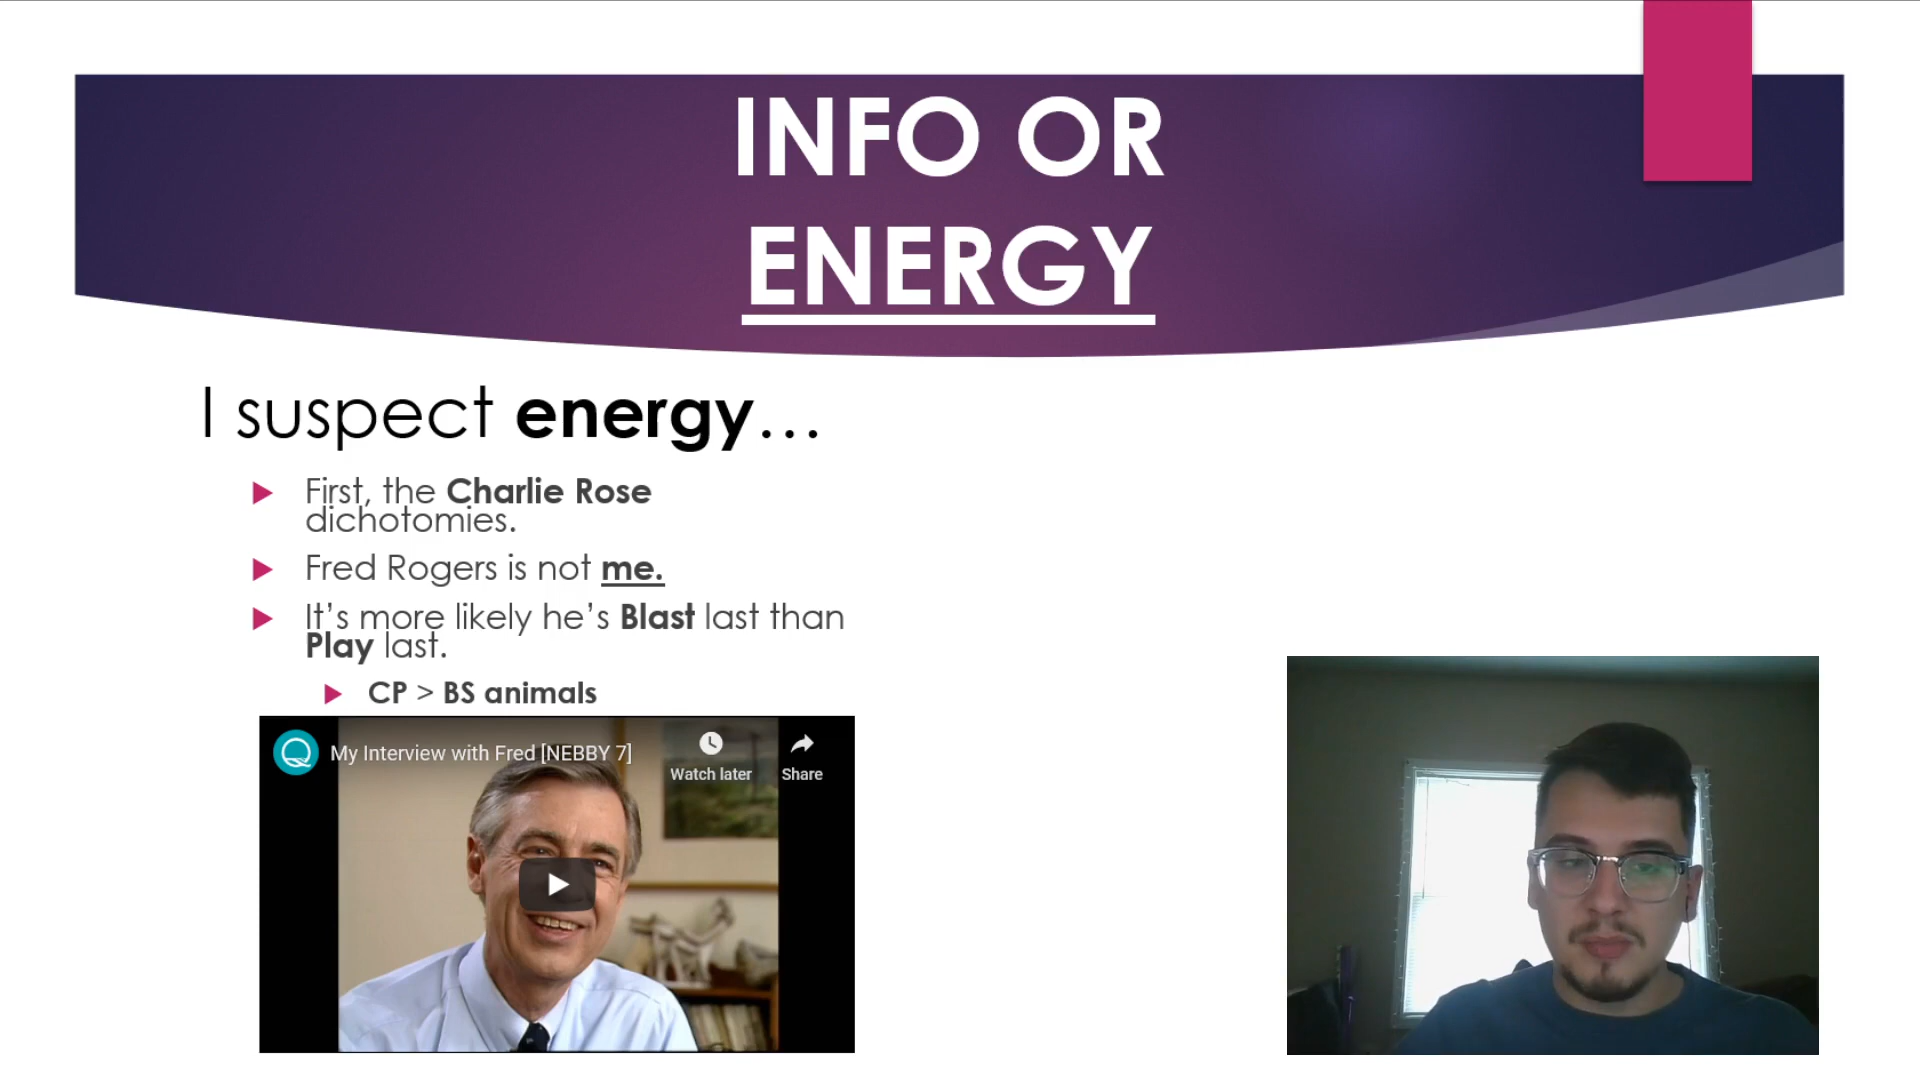 INFO OR
ENERGY
I suspect energy…
First, the Charlie Rose
dichotomies.
Fred Rogers is not me.
It’s more likely he’s Blast last than
Play last.
CP > BS animals
My Interview with Fred [NEBBY 7]
Watch later
Share